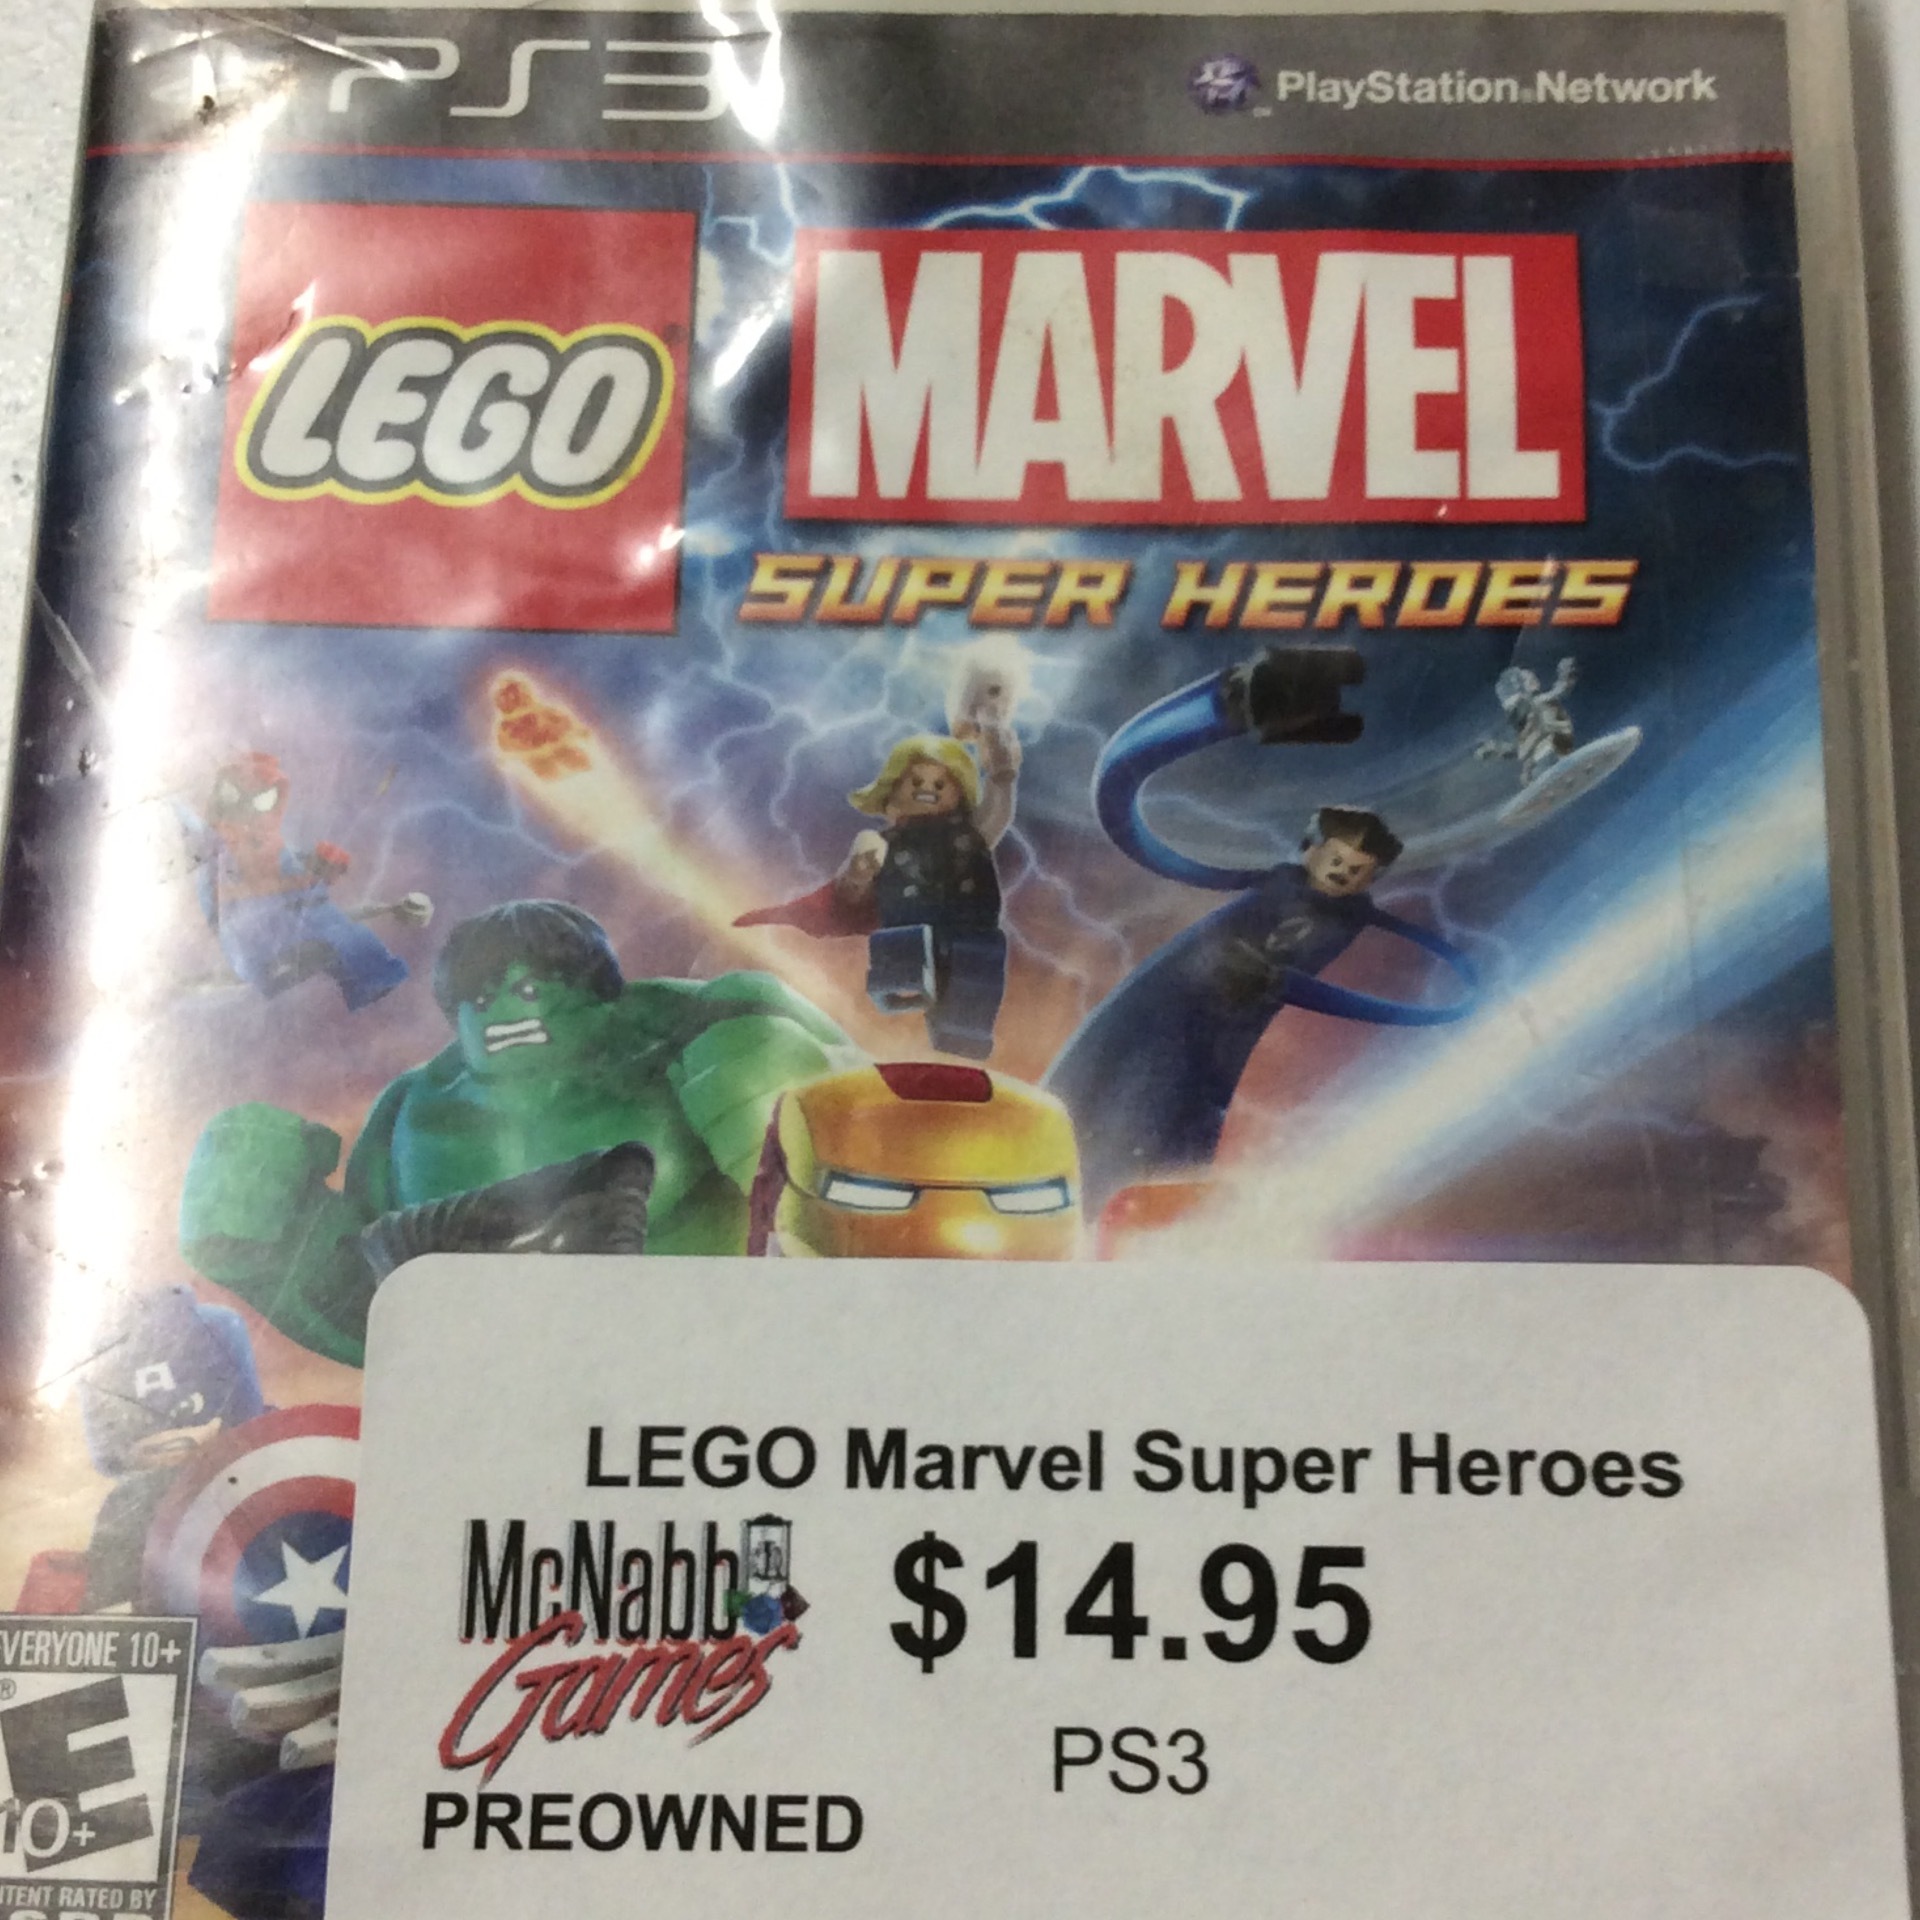 PS3
PlayStation®Network
LEGO
MARVEL
SUPER HEROES
A
LEGO Marvel Super Heroes
McNabb
Games
$14.95
PS3
PREOWNED
EVERYONE 10+
E
10+
CONTENT RATED BY
ESRB